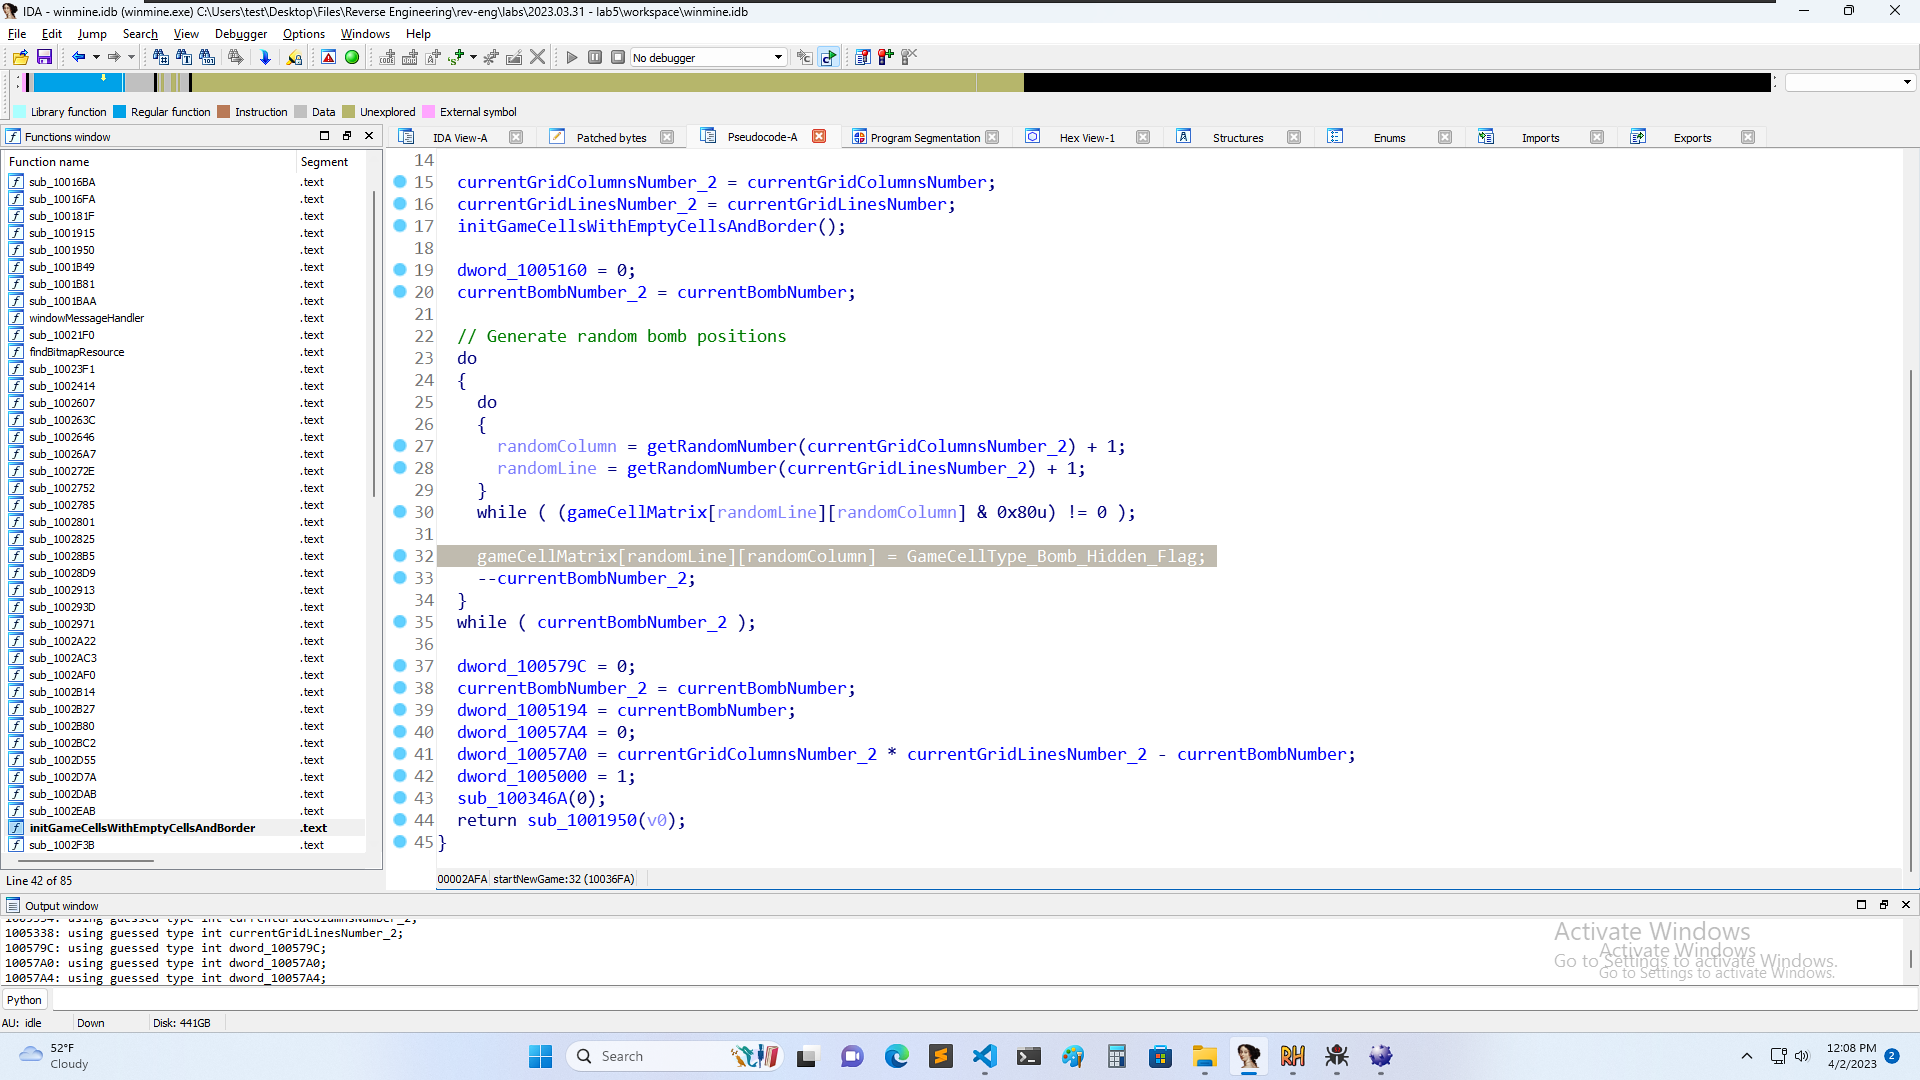 IDA - winmine.idb (winmine.exe) C:\Users\test\Desktop\Files\Reverse Engineering\rev-eng\labs\2023.03.31 - lab5\workspace\winmine.idb
File Edit Jump Search View Debugger Options Windows Help
No debugger
Library function Regular function Instruction Data Unexplored External symbol
Functions window
IDA View-A Patched bytes Pseudocode-A Program Segmentation Hex View-1 Structures Enums Imports Exports
Function name Segment
sub_10016BA .text
sub_10016FA .text
sub_100181F .text
sub_1001915 .text
sub_1001950 .text
sub_1001B49 .text
sub_1001B81 .text
sub_1001BAA .text
windowMessageHandler .text
sub_10021F0 .text
findBitmapResource .text
sub_10023F1 .text
sub_1002414 .text
sub_1002607 .text
sub_100263C .text
sub_1002646 .text
sub_10026A7 .text
sub_100272E .text
sub_1002752 .text
sub_1002785 .text
sub_1002801 .text
sub_1002825 .text
sub_10028B5 .text
sub_10028D9 .text
sub_1002913 .text
sub_100293D .text
sub_1002971 .text
sub_1002A22 .text
sub_1002AC3 .text
sub_1002AF0 .text
sub_1002B14 .text
sub_1002B27 .text
sub_1002B80 .text
sub_1002BC2 .text
sub_1002D55 .text
sub_1002D7A .text
sub_1002DAB .text
sub_1002EAB .text
initGameCellsWithEmptyCellsAndBorder .text
sub_1002F3B .text
Line 42 of 85
14
15 currentGridColumnsNumber_2 = currentGridColumnsNumber;
16 currentGridLinesNumber_2 = currentGridLinesNumber;
17 initGameCellsWithEmptyCellsAndBorder();
18
19 dword_1005160 = 0;
20 currentBombNumber_2 = currentBombNumber;
21
22 // Generate random bomb positions
23 do
24 {
25 do
26 {
27 randomColumn = getRandomNumber(currentGridColumnsNumber_2) + 1;
28 randomLine = getRandomNumber(currentGridLinesNumber_2) + 1;
29 }
30 while ( (gameCellMatrix[randomLine][randomColumn] & 0x80u) != 0 );
31
32 gameCellMatrix[randomLine][randomColumn] = GameCellType_Bomb_Hidden_Flag;
33 --currentBombNumber_2;
34 }
35 while ( currentBombNumber_2 );
36
37 dword_100579C = 0;
38 currentBombNumber_2 = currentBombNumber;
39 dword_1005194 = currentBombNumber;
40 dword_10057A4 = 0;
41 dword_10057A0 = currentGridColumnsNumber_2 * currentGridLinesNumber_2 - currentBombNumber;
42 dword_1005000 = 1;
43 sub_100346A(0);
44 return sub_1001950(v0);
45 }
00002AFA startNewGame:32 (10036FA)
Output window
1005338: using guessed type int currentGridLinesNumber_2;
100579C: using guessed type int dword_100579C;
10057A0: using guessed type int dword_10057A0;
10057A4: using guessed type int dword_10057A4;
Activate Windows
Go to Settings to activate Windows.
Activate Windows
Go to Settings to activate Windows.
Python
AU: idle Down Disk: 441GB
52°F
Cloudy
Search
RH
12:08 PM
4/2/2023
2